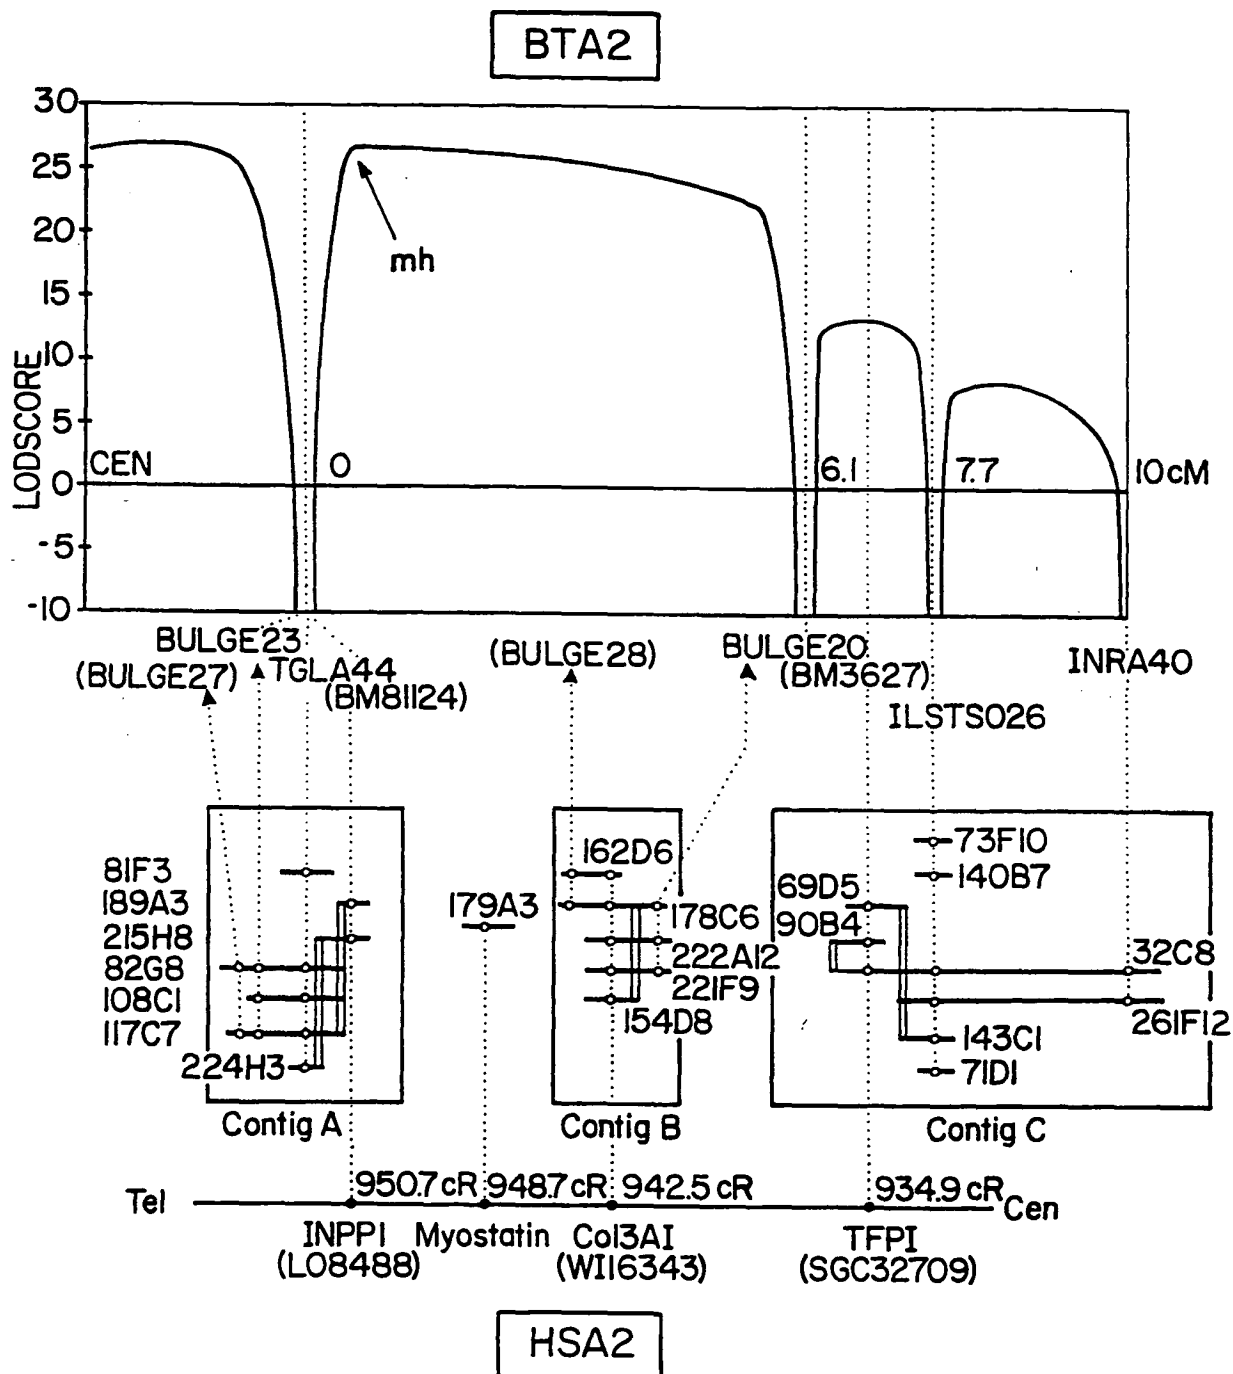 BTA2
30
25
20
15
10
5
0
-5
-10
LODSCORE
mh
CEN
0
6.1
7.7
10 cM
BULGE23
(BULGE27)
TGLA44
(BM81124)
(BULGE28)
BULGE20
(BM3627)
ILSTS026
INRA40
81F3
189A3
215H8
82G8
108C1
117C7
224H3
Contig A
179A3
162D6
178C6
222A12
221F9
154D8
Contig B
73F10
140B7
69D5
90B4
32C8
261F12
143C1
71D1
Contig C
Tel
950.7 cR
948.7 cR
942.5 cR
934.9 cR
Cen
INPP1
(L08488)
Myostatin
Col3A1
(WI16343)
TFPI
(SGC32709)
HSA2